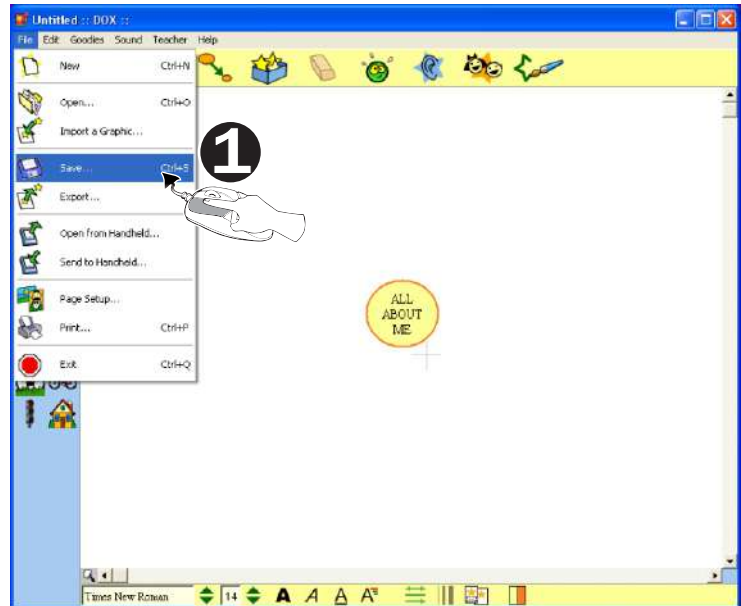 Untitled :: DOX ::
File Edit Goodies Sound Teacher Help
New Ctrl+N
Open... Ctrl+O
Import a Graphic...
Save... Ctrl+S
Export...
Open from Handheld...
Send to Handheld...
Page Setup...
Print... Ctrl+P
Exit Ctrl+Q
1
ALL
ABOUT
ME
Times New Roman 14 A A A A